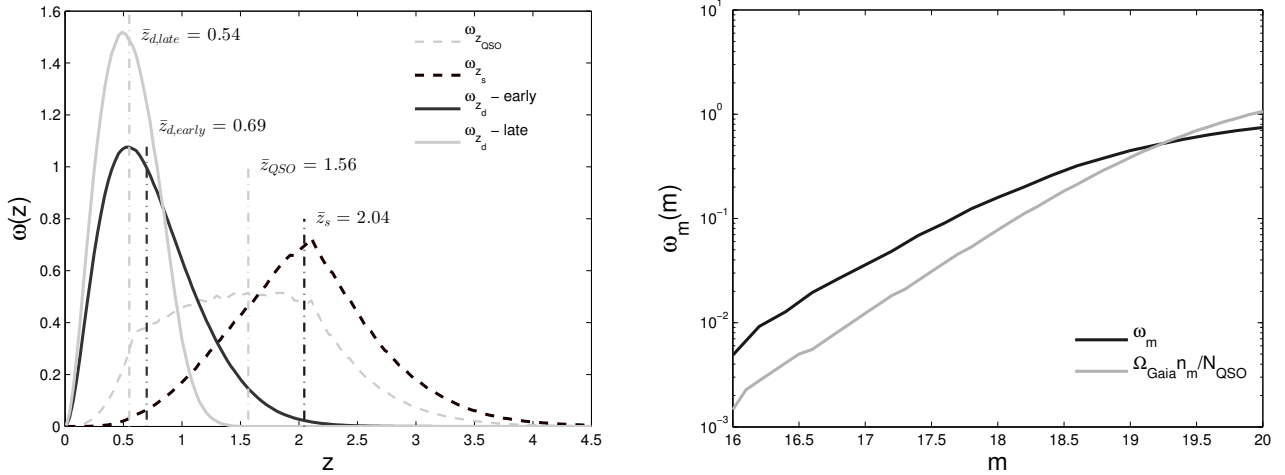 1.6
1.4
1.2
1
0.8
0.6
0.4
0.2
0
ω(z)
z̄_{d,late} = 0.54
z̄_{d,early} = 0.69
z̄_{QSO} = 1.56
z̄_s = 2.04
ω_{z_{QSO}}
ω_{z_s}
ω_{z_d} − early
ω_{z_d} − late
0 0.5 1 1.5 2 2.5 3 3.5 4 4.5
z
10^1
10^0
10^{−1}
10^{−2}
10^{−3}
ω_m(m)
ω_m
Ω_{Gaia}n_m/N_{QSO}
16 16.5 17 17.5 18 18.5 19 19.5 20
m